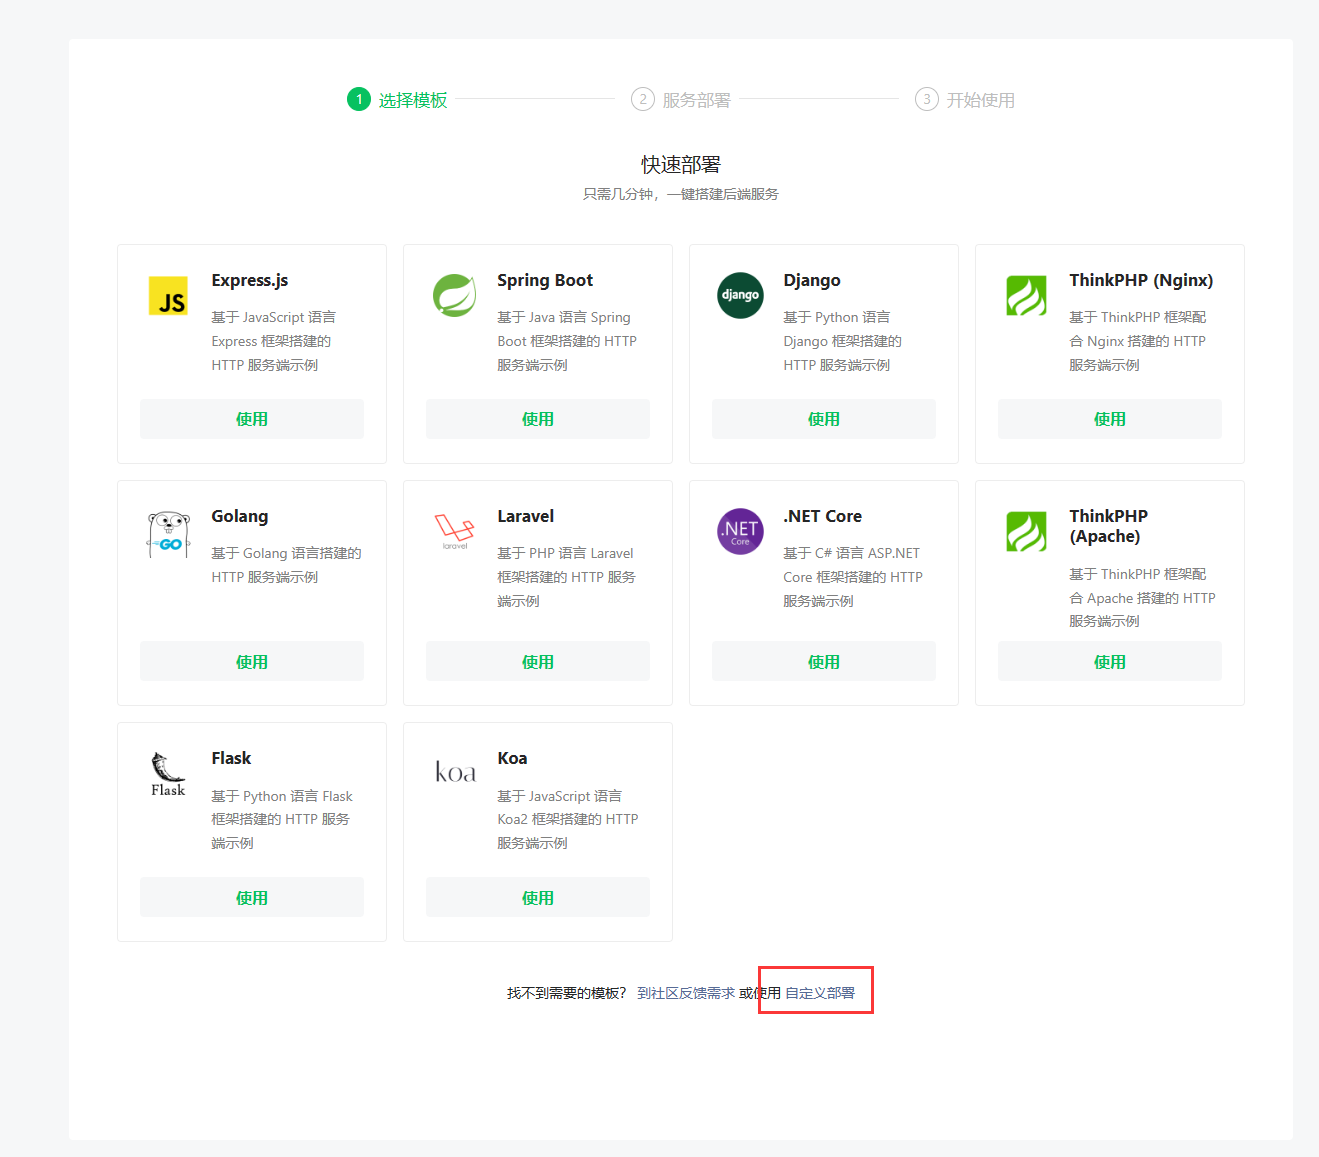 1 选择模板 2 服务部署 3 开始使用
快速部署
只需几分钟，一键搭建后端服务
JS
Express.js
基于 JavaScript 语言
Express 框架搭建的
HTTP 服务端示例
使用
Spring Boot
基于 Java 语言 Spring
Boot 框架搭建的 HTTP
服务端示例
使用
django
Django
基于 Python 语言
Django 框架搭建的
HTTP 服务端示例
使用
ThinkPHP (Nginx)
基于 ThinkPHP 框架配
合 Nginx 搭建的 HTTP
服务端示例
使用
GO
Golang
基于 Golang 语言搭建的
HTTP 服务端示例
使用
laravel
Laravel
基于 PHP 语言 Laravel
框架搭建的 HTTP 服务
端示例
使用
.NET
Core
.NET Core
基于 C# 语言 ASP.NET
Core 框架搭建的 HTTP
服务端示例
使用
ThinkPHP
(Apache)
基于 ThinkPHP 框架配
合 Apache 搭建的 HTTP
服务端示例
使用
Flask
Flask
基于 Python 语言 Flask
框架搭建的 HTTP 服务
端示例
使用
koa
Koa
基于 JavaScript 语言
Koa2 框架搭建的 HTTP
服务端示例
使用
找不到需要的模板？ 到社区反馈需求 或使用 自定义部署